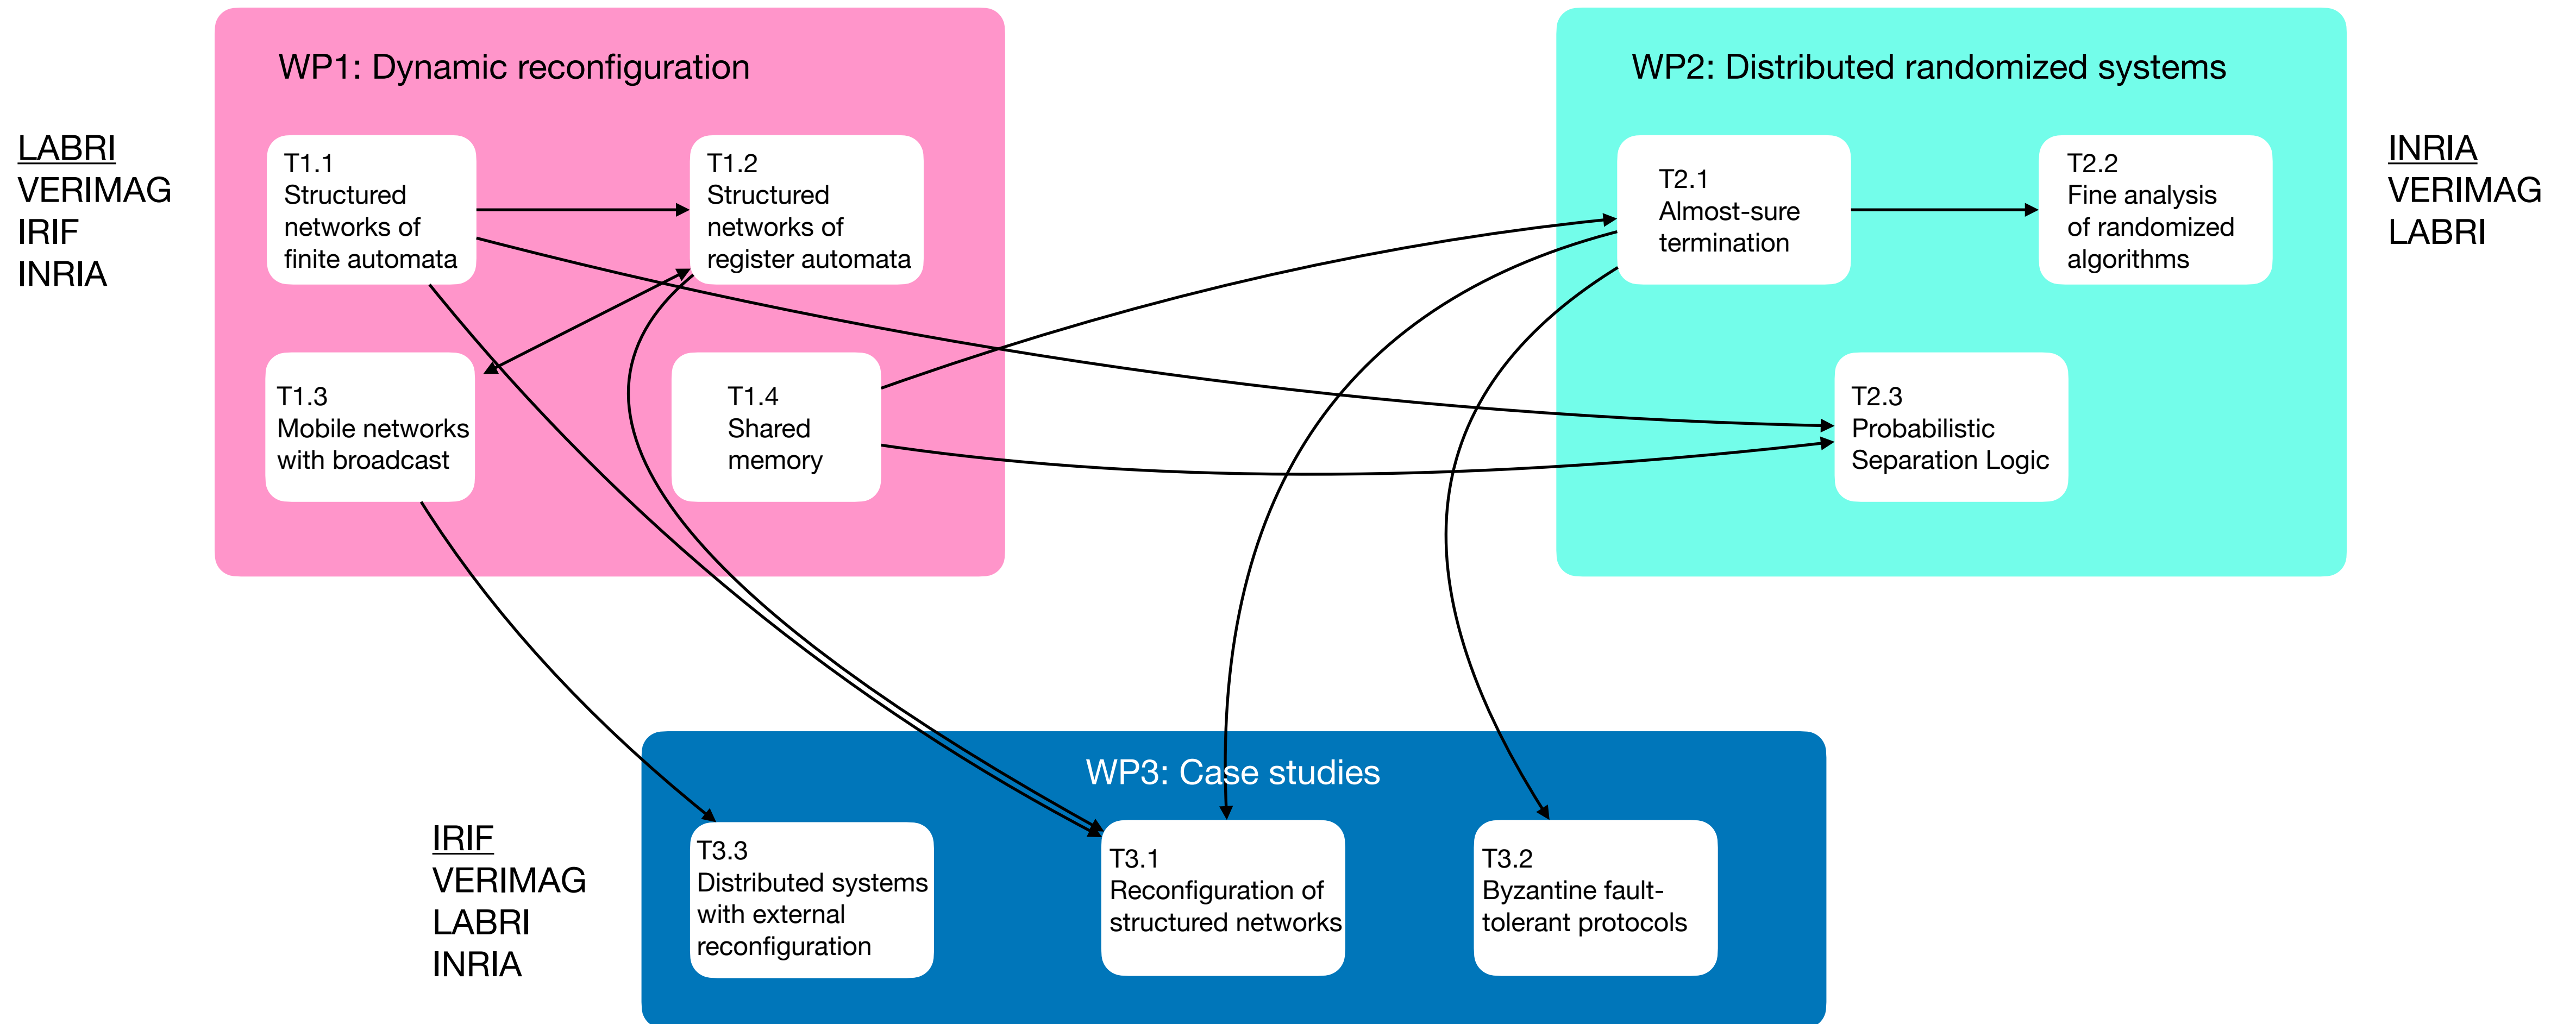 WP1: Dynamic reconfiguration
LABRI
VERIMAG
IRIF
INRIA
T1.1
Structured
networks of
finite automata
T1.2
Structured
networks of
register automata
T1.3
Mobile networks
with broadcast
T1.4
Shared
memory
WP2: Distributed randomized systems
T2.1
Almost-sure
termination
T2.2
Fine analysis
of randomized
algorithms
T2.3
Probabilistic
Separation Logic
INRIA
VERIMAG
LABRI
WP3: Case studies
IRIF
VERIMAG
LABRI
INRIA
T3.3
Distributed systems
with external
reconfiguration
T3.1
Reconfiguration of
structured networks
T3.2
Byzantine fault-
tolerant protocols